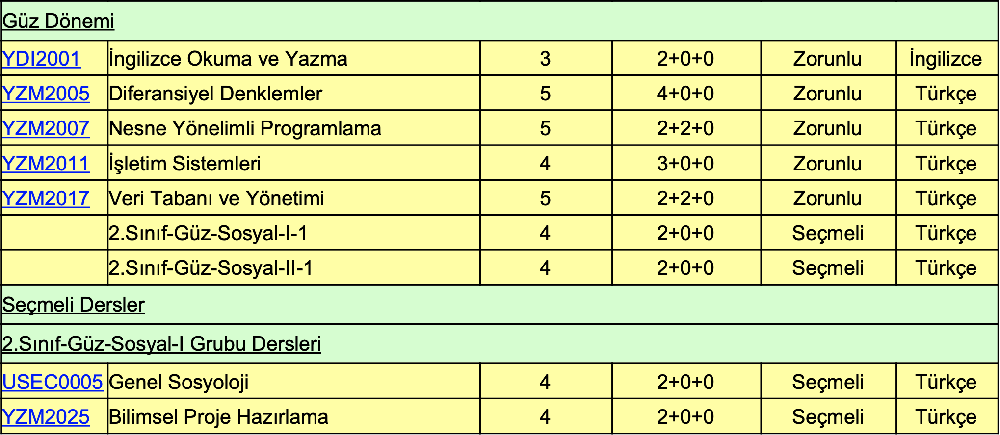 Güz Dönemi
YDI2001 İngilizce Okuma ve Yazma 3 2+0+0 Zorunlu İngilizce
YZM2005 Diferansiyel Denklemler 5 4+0+0 Zorunlu Türkçe
YZM2007 Nesne Yönelimli Programlama 5 2+2+0 Zorunlu Türkçe
YZM2011 İşletim Sistemleri 4 3+0+0 Zorunlu Türkçe
YZM2017 Veri Tabanı ve Yönetimi 5 2+2+0 Zorunlu Türkçe
2.Sınıf-Güz-Sosyal-I-1 4 2+0+0 Seçmeli Türkçe
2.Sınıf-Güz-Sosyal-II-1 4 2+0+0 Seçmeli Türkçe
Seçmeli Dersler
2.Sınıf-Güz-Sosyal-I Grubu Dersleri
USEC0005 Genel Sosyoloji 4 2+0+0 Seçmeli Türkçe
YZM2025 Bilimsel Proje Hazırlama 4 2+0+0 Seçmeli Türkçe